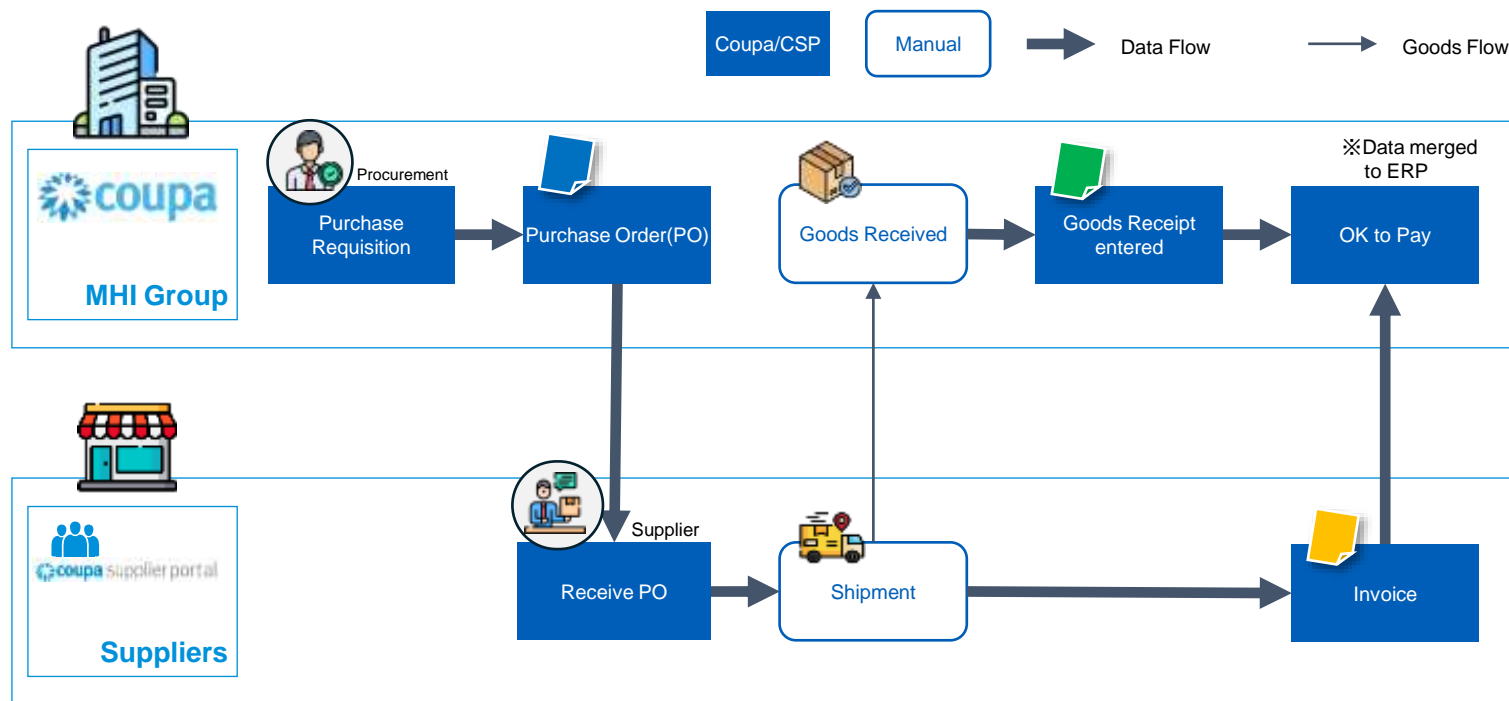 Coupa/CSP
Manual
Data Flow
Goods Flow
coupa
MHI Group
Procurement
Purchase
Requisition
Purchase Order(PO)
Goods Received
Goods Receipt
entered
※Data merged
to ERP
OK to Pay
coupa supplier portal
Suppliers
Supplier
Receive PO
Shipment
Invoice